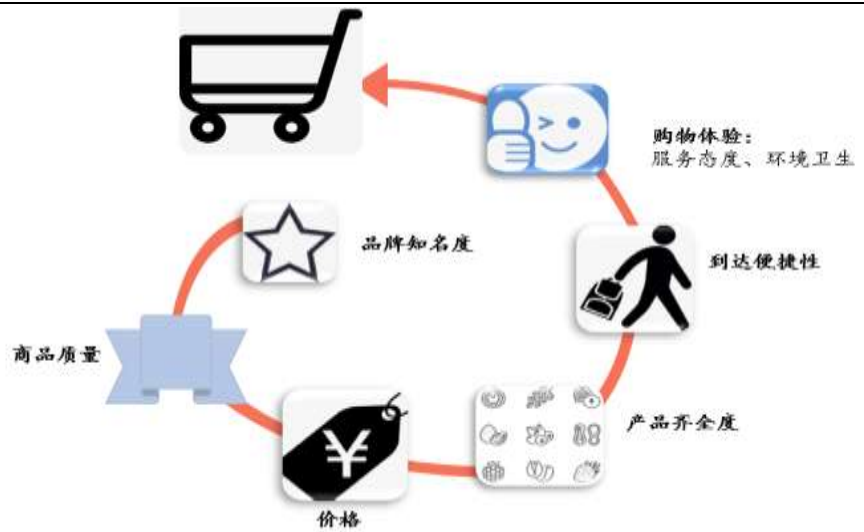 购物体验：
服务态度、环境卫生
品牌知名度
到达便捷性
商品质量
产品齐全度
¥
价格